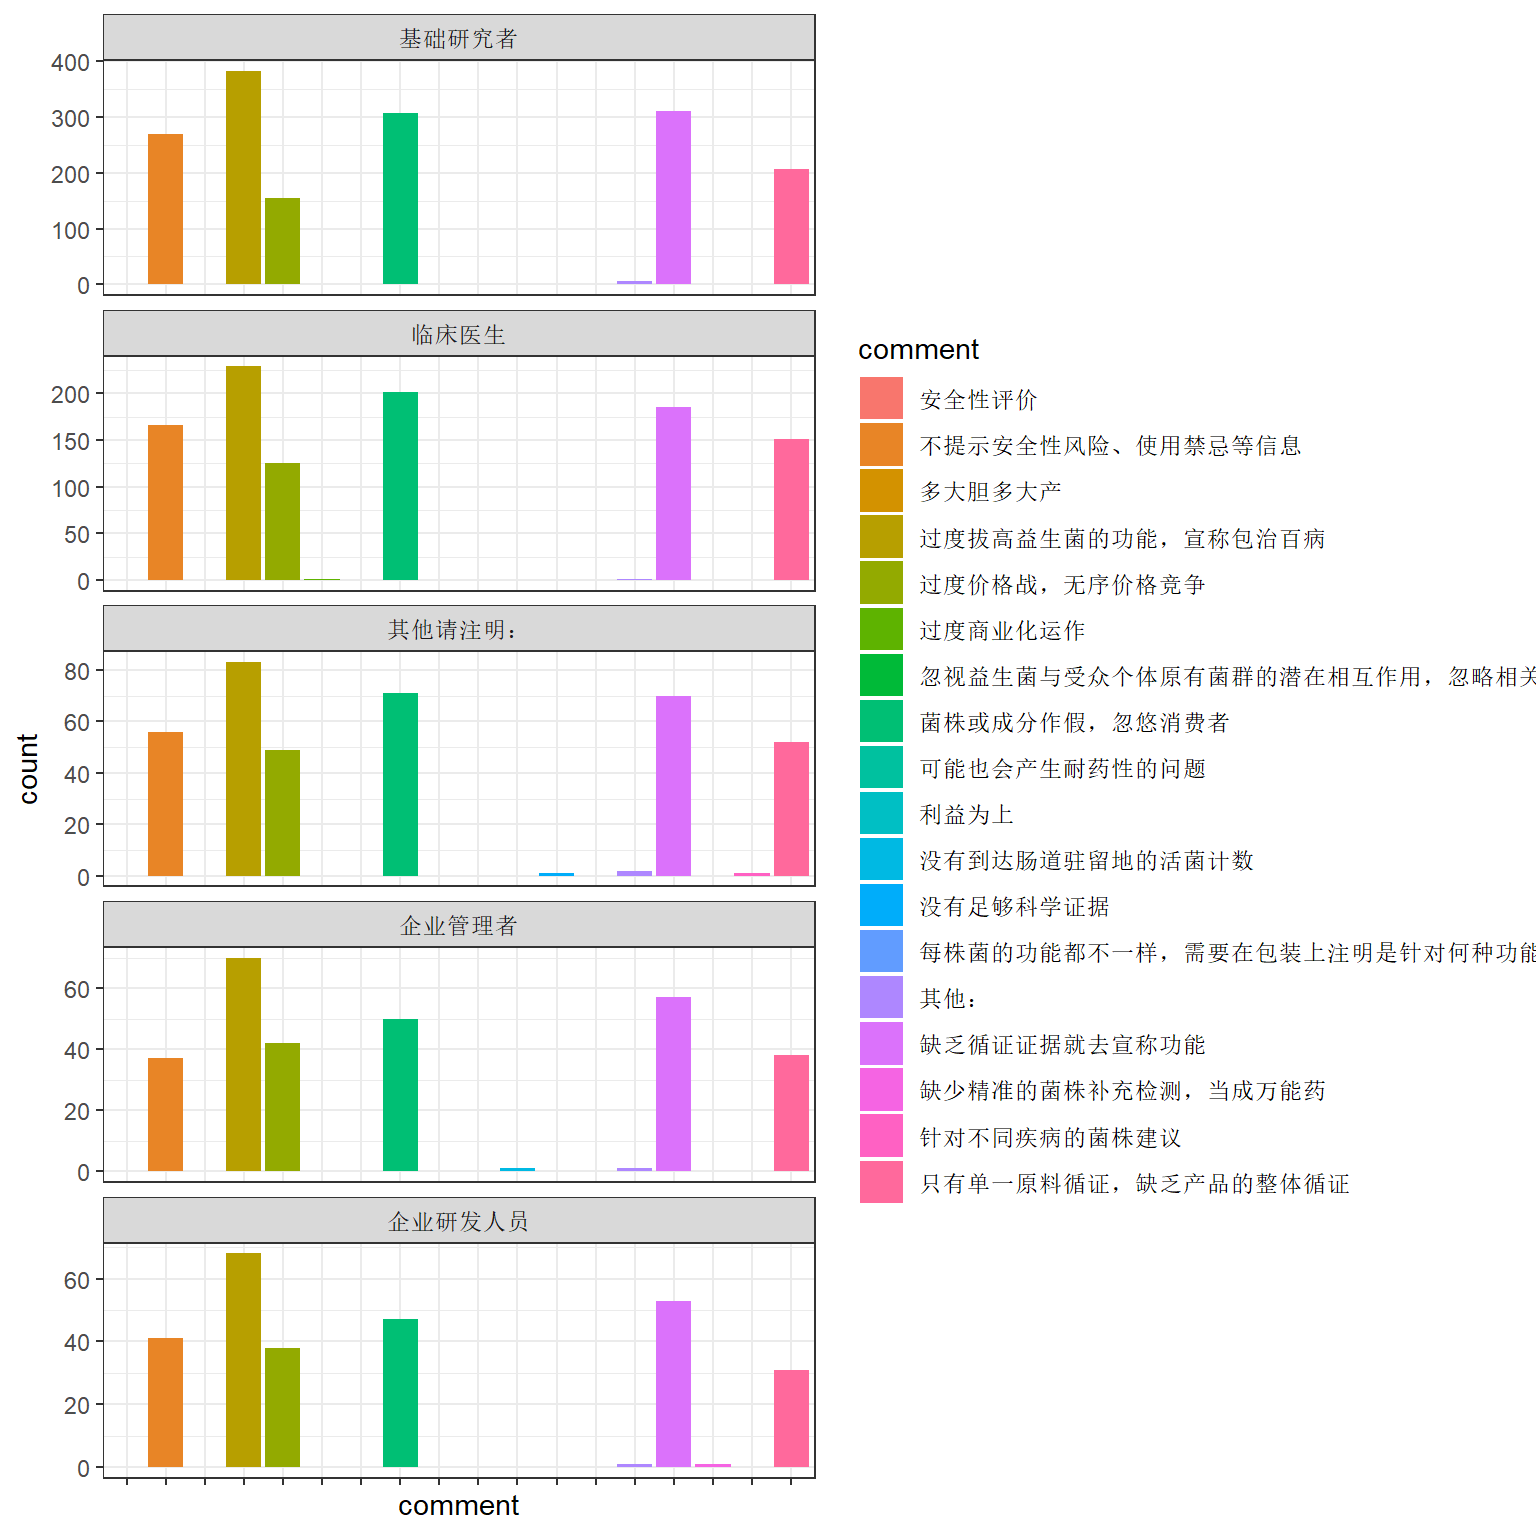 基础研究者
400
300
200
100
0
临床医生
200
150
100
50
0
其他请注明：
80
60
40
20
0
企业管理者
60
40
20
0
企业研发人员
60
40
20
0
count
comment
comment
安全性评价
不提示安全性风险、使用禁忌等信息
多大胆多大产
过度拔高益生菌的功能，宣称包治百病
过度价格战，无序价格竞争
过度商业化运作
忽视益生菌与受众个体原有菌群的潜在相互作用，忽略相关
菌株或成分作假，忽悠消费者
可能也会产生耐药性的问题
利益为上
没有到达肠道驻留地的活菌计数
没有足够科学证据
每株菌的功能都不一样，需要在包装上注明是针对何种功能
其他：
缺乏循证证据就去宣称功能
缺少精准的菌株补充检测，当成万能药
针对不同疾病的菌株建议
只有单一原料循证，缺乏产品的整体循证